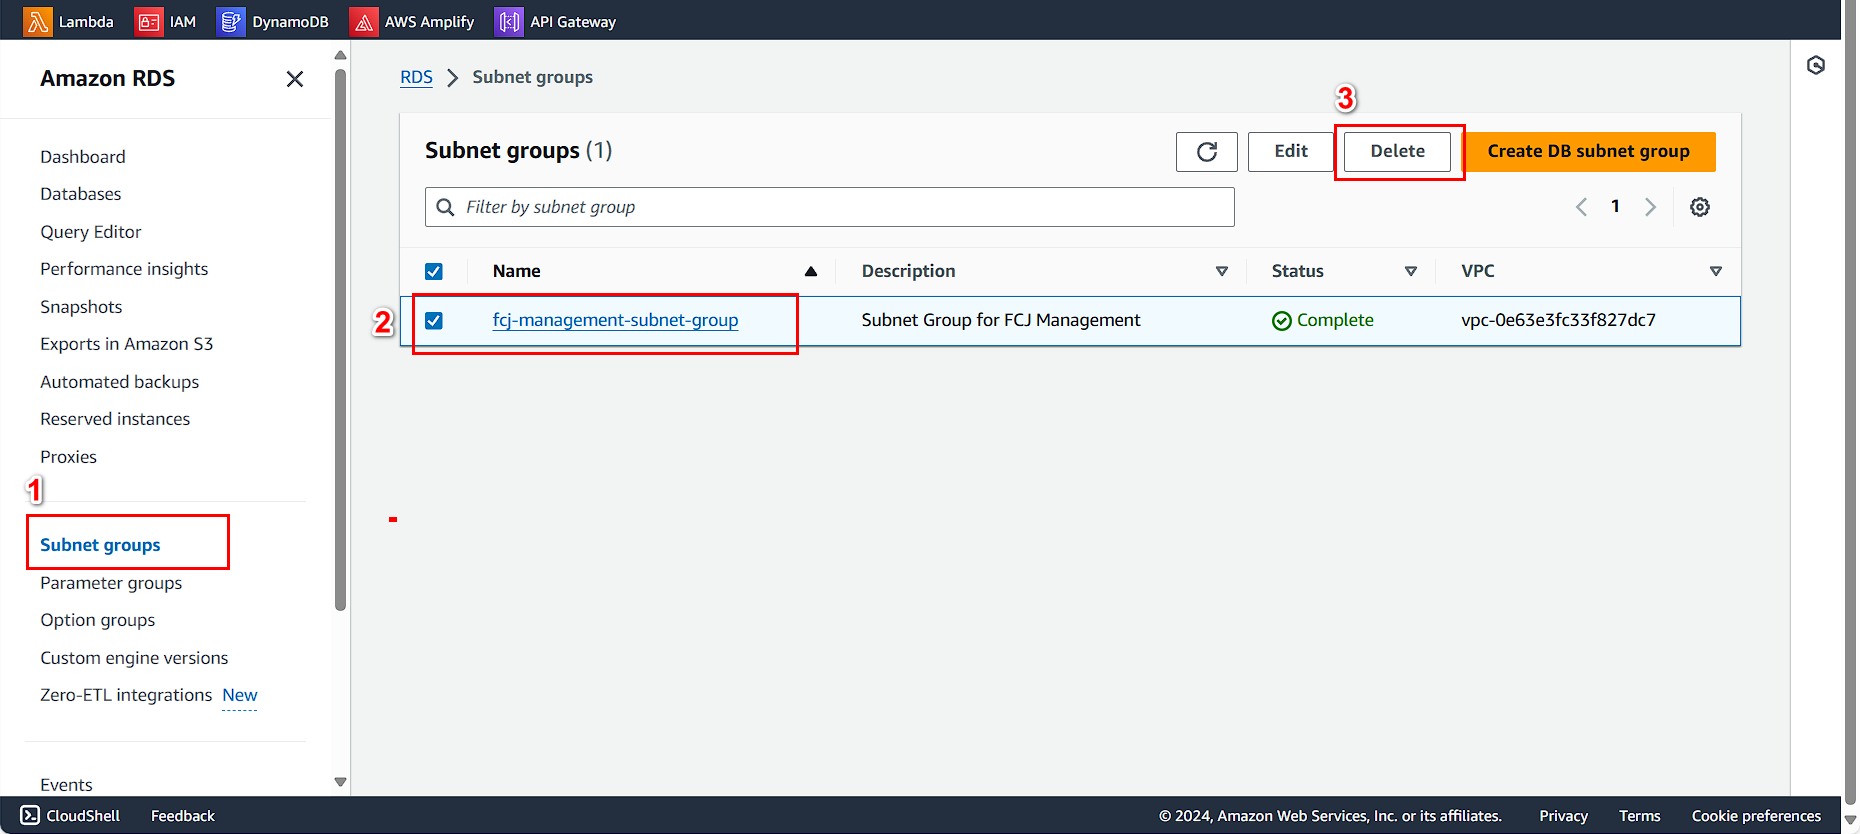 Lambda IAM DynamoDB AWS Amplify API Gateway
Amazon RDS
Dashboard
Databases
Query Editor
Performance insights
Snapshots
Exports in Amazon S3
Automated backups
Reserved instances
Proxies
1
Subnet groups
Parameter groups
Option groups
Custom engine versions
Zero-ETL integrations New
Events
RDS Subnet groups
3
Subnet groups (1)
Edit Delete Create DB subnet group
Filter by subnet group
1
Name Description Status VPC
2
fcj-management-subnet-group Subnet Group for FCJ Management Complete vpc-0e63e3fc33f827dc7
CloudShell Feedback © 2024, Amazon Web Services, Inc. or its affiliates. Privacy Terms Cookie preferences